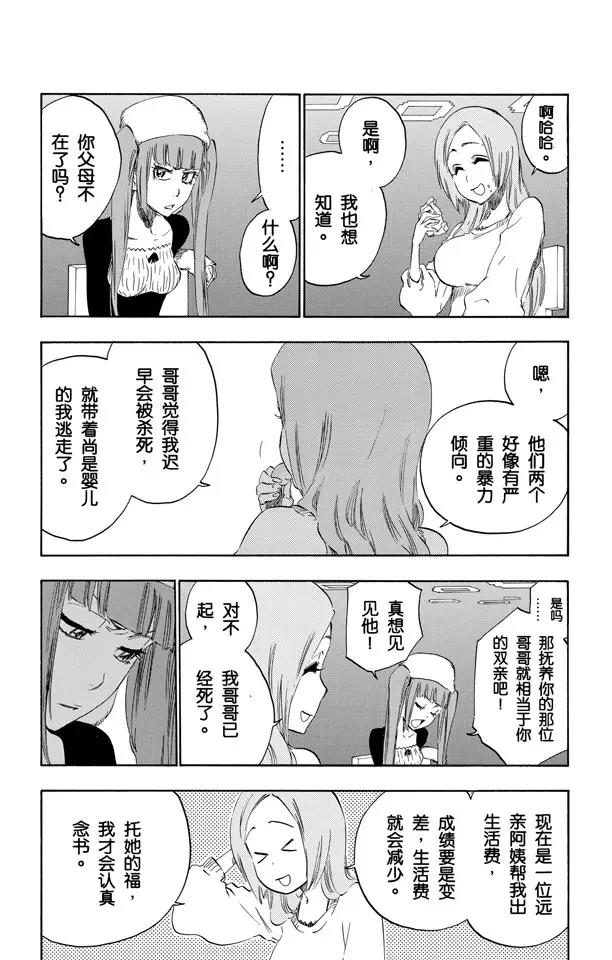 啊哈哈。
是啊，
我也想
知道。
……
什么啊？
你父母不
在了吗？
嗯，
他们两个
好像有严
重的暴力
倾向。
哥哥觉得我迟
早会被杀死，
就带着尚是婴儿
的我逃走了。
是吗
……
那抚养你的那位
哥哥就相当于你
的双亲吧！
真想见
见他！
对不
起，
我哥哥已
经死了。
现在是一位远
亲阿姨帮我出
生活费，
成绩要是变
差，生活费
就会减少。
托她的福，
我才会认真
念书。